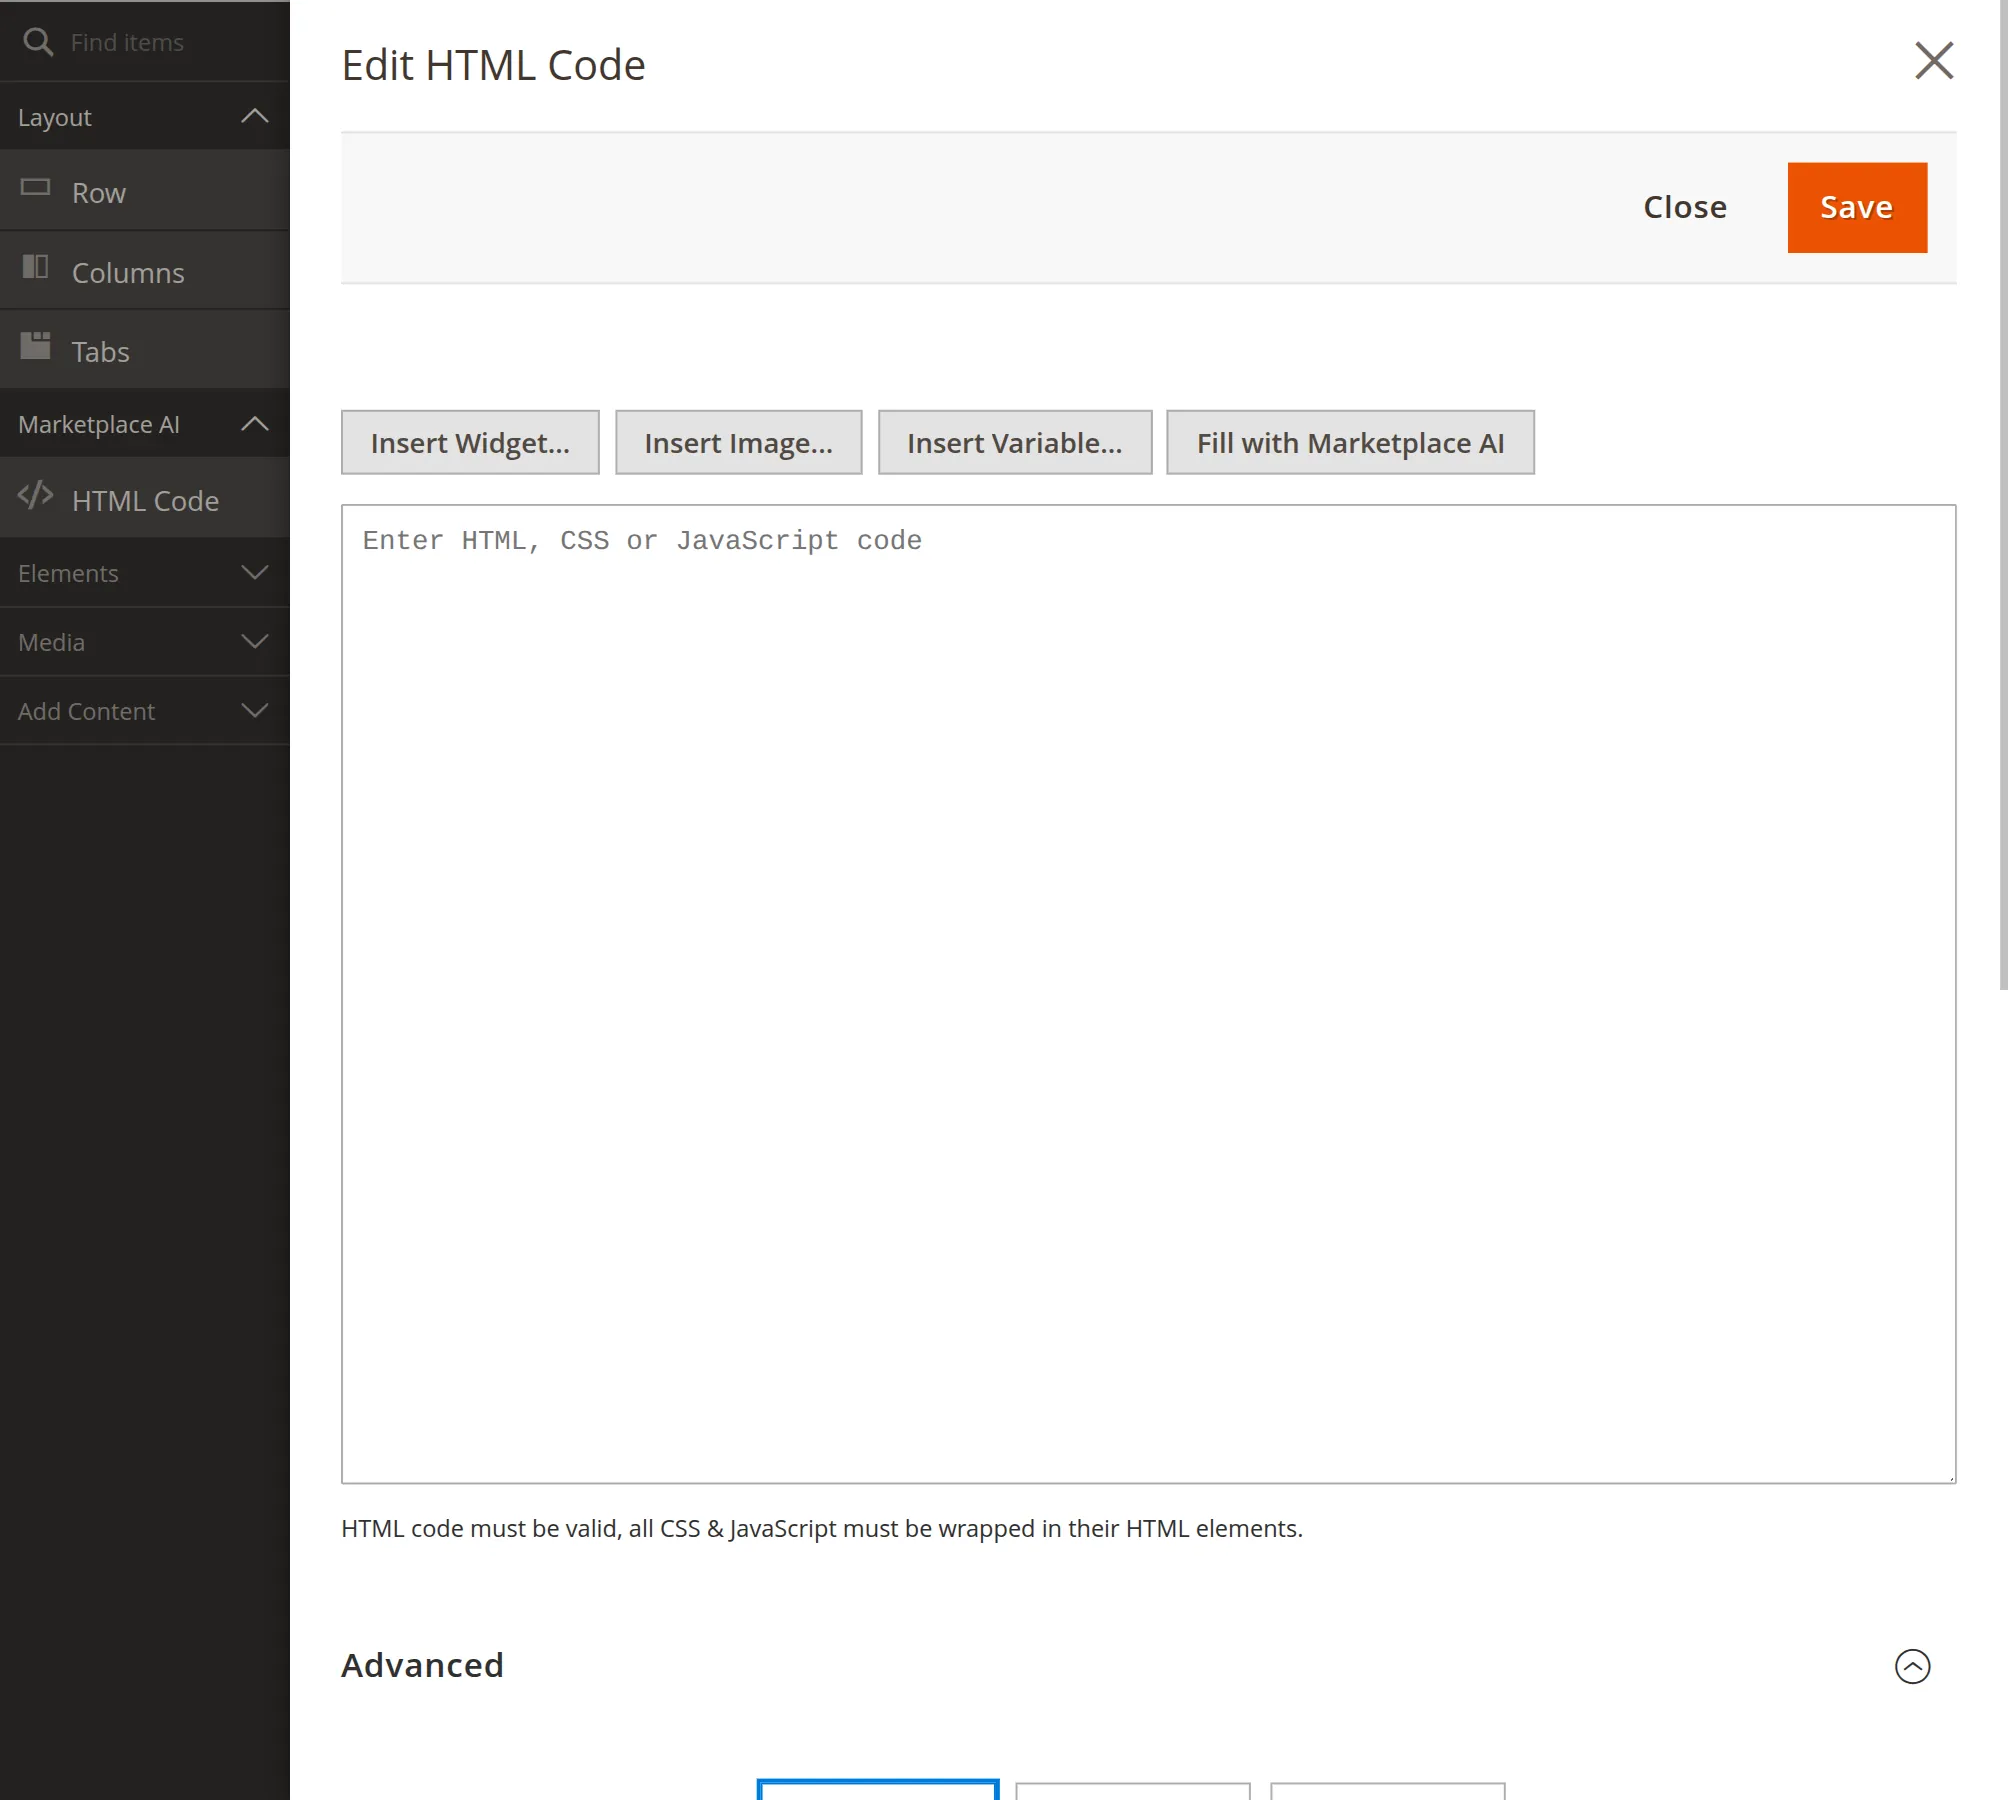 Find items
Layout
Row
Columns
Tabs
Marketplace AI
HTML Code
Elements
Media
Add Content
Edit HTML Code
Close
Save
Insert Widget...
Insert Image...
Insert Variable...
Fill with Marketplace AI
Enter HTML, CSS or JavaScript code
HTML code must be valid, all CSS & JavaScript must be wrapped in their HTML elements.
Advanced